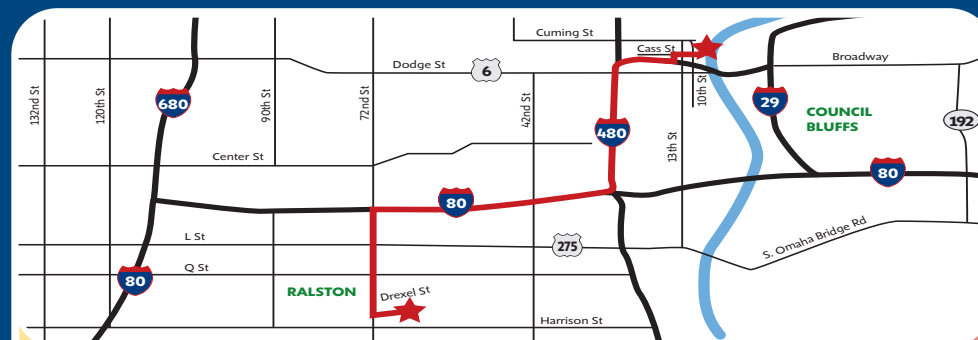 Cuming St
Cass St
Dodge St
6
Broadway
132nd St
120th St
680
90th St
72nd St
42nd St
480
13th St
10th St
29
COUNCIL
BLUFFS
192
Center St
80
80
L St
275
S. Omaha Bridge Rd
Q St
80
RALSTON
Drexel St
Harrison St